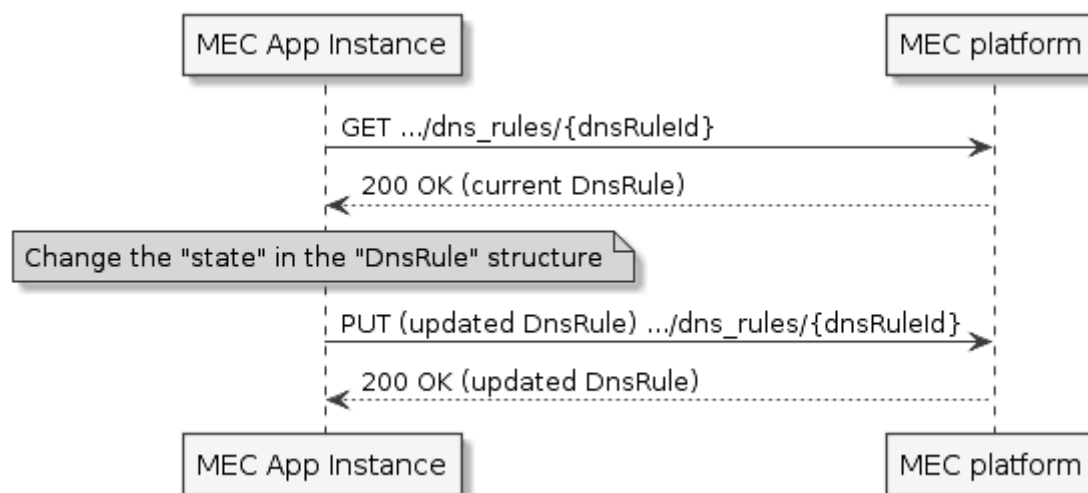 MEC App Instance
MEC platform
GET .../dns_rules/{dnsRuleId}
200 OK (current DnsRule)
Change the "state" in the "DnsRule" structure
PUT (updated DnsRule) .../dns_rules/{dnsRuleId}
200 OK (updated DnsRule)
MEC App Instance
MEC platform